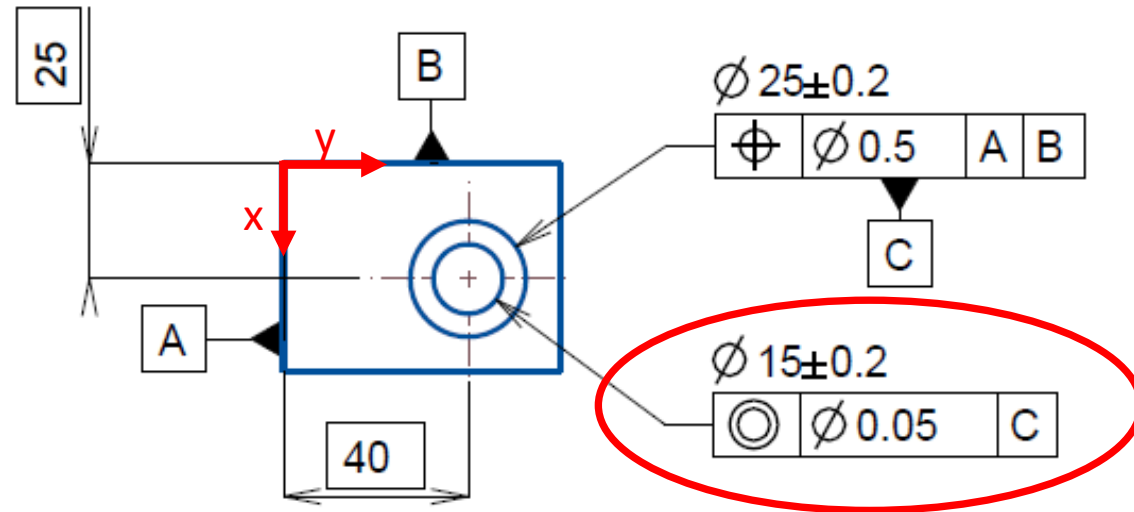 25
B
y
x
A
40
⌀ 25±0.2
⌖ ⌀ 0.5 A B
C
⌀ 15±0.2
◎ ⌀ 0.05 C